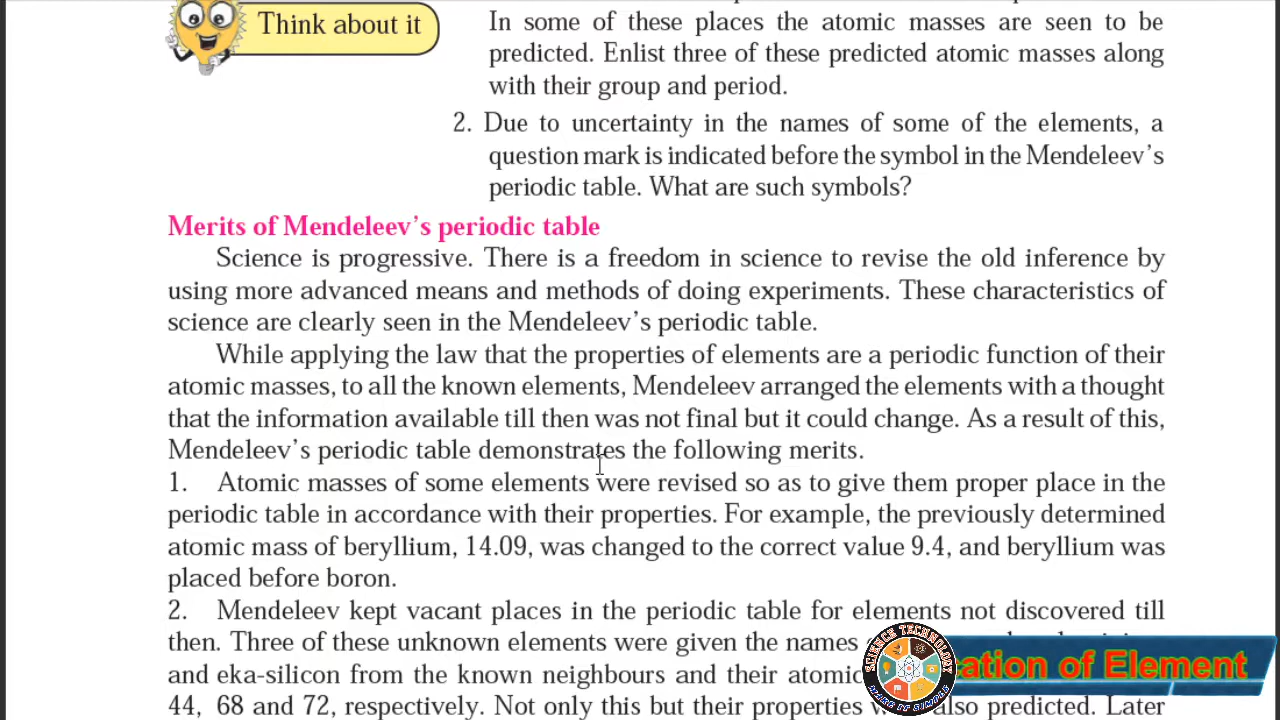 Think about it
In some of these places the atomic masses are seen to be
predicted. Enlist three of these predicted atomic masses along
with their group and period.
2. Due to uncertainty in the names of some of the elements, a
question mark is indicated before the symbol in the Mendeleev's
periodic table. What are such symbols?
Merits of Mendeleev's periodic table
Science is progressive. There is a freedom in science to revise the old inference by
using more advanced means and methods of doing experiments. These characteristics of
science are clearly seen in the Mendeleev's periodic table.
While applying the law that the properties of elements are a periodic function of their
atomic masses, to all the known elements, Mendeleev arranged the elements with a thought
that the information available till then was not final but it could change. As a result of this,
Mendeleev's periodic table demonstrates the following merits.
1. Atomic masses of some elements were revised so as to give them proper place in the
periodic table in accordance with their properties. For example, the previously determined
atomic mass of beryllium, 14.09, was changed to the correct value 9.4, and beryllium was
placed before boron.
2. Mendeleev kept vacant places in the periodic table for elements not discovered till
then. Three of these unknown elements were given the names
and eka-silicon from the known neighbours and their atomic
44, 68 and 72, respectively. Not only this but their properties also predicted. Later
SCIENCE TECHNOLOGY
MAKE IT SIMPLE
cation of Element